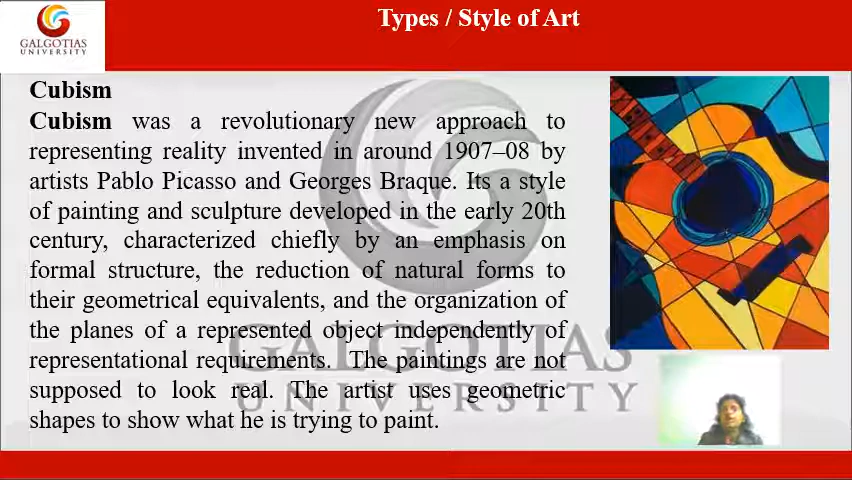 GALGOTIAS
UNIVERSITY
Types / Style of Art
Cubism
Cubism was a revolutionary new approach to
representing reality invented in around 1907–08 by
artists Pablo Picasso and Georges Braque. Its a style
of painting and sculpture developed in the early 20th
century, characterized chiefly by an emphasis on
formal structure, the reduction of natural forms to
their geometrical equivalents, and the organization of
the planes of a represented object independently of
representational requirements. The paintings are not
supposed to look real. The artist uses geometric
shapes to show what he is trying to paint.
GALGOTIAS
UNIVERSITY